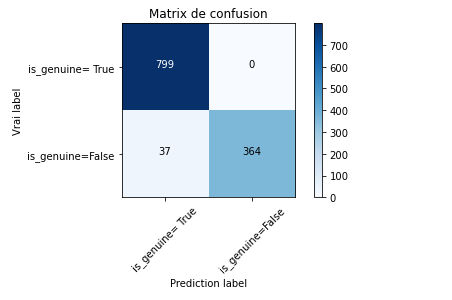 Matrix de confusion
Vrai label
is_genuine= True
is_genuine=False
799
0
37
364
700
600
500
400
300
200
100
0
is_genuine= True
is_genuine=False
Prediction label